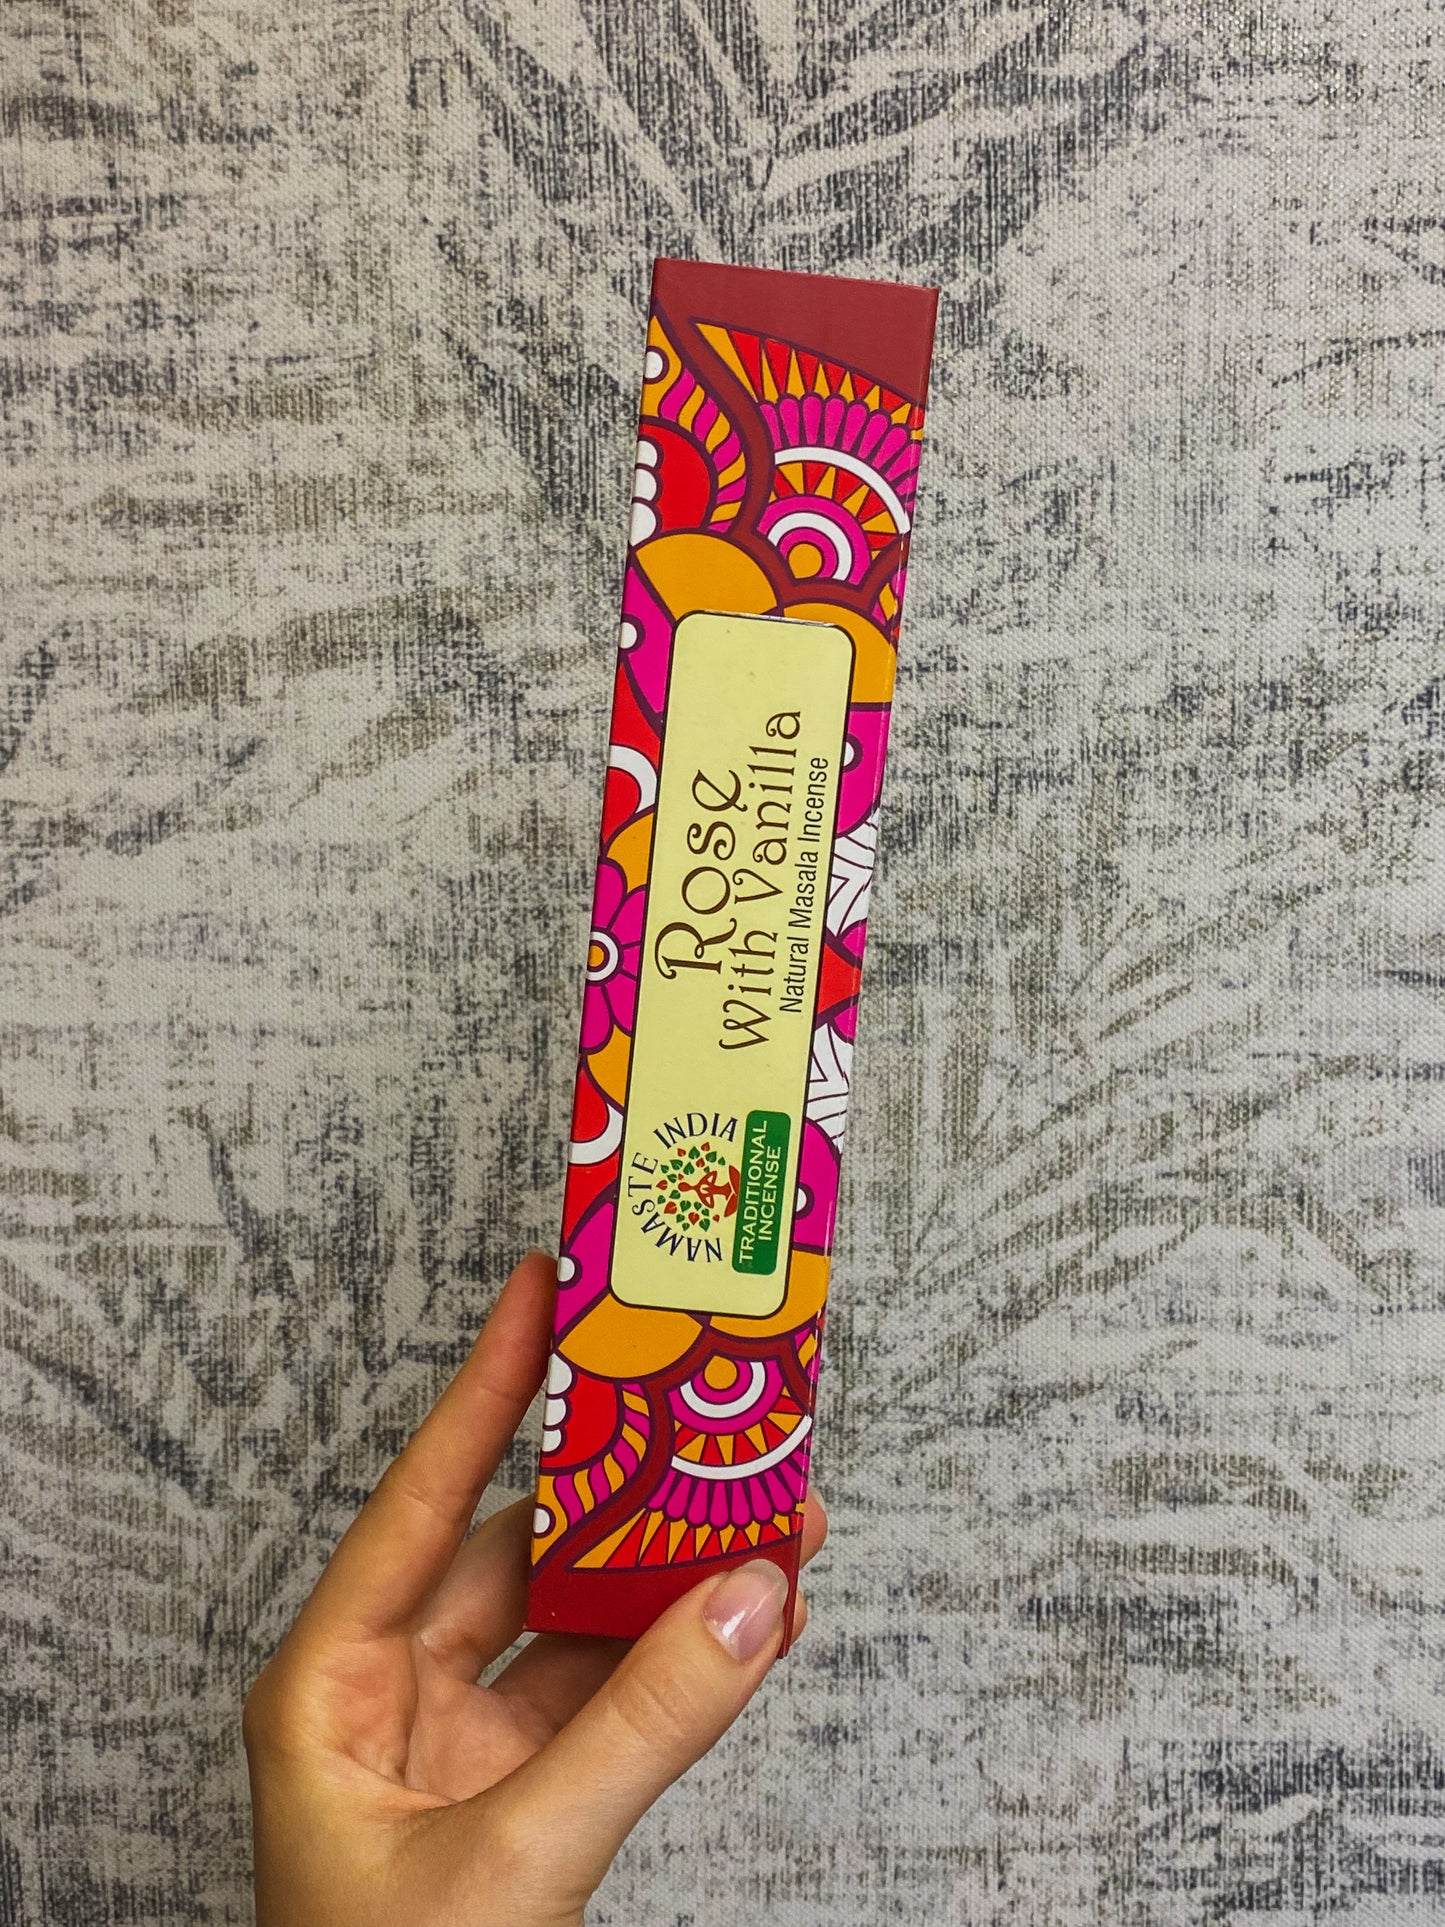 Rose
With Vanilla
Natural Masala Incense
NAMASTE INDIA
TRADITIONAL
INCENSE